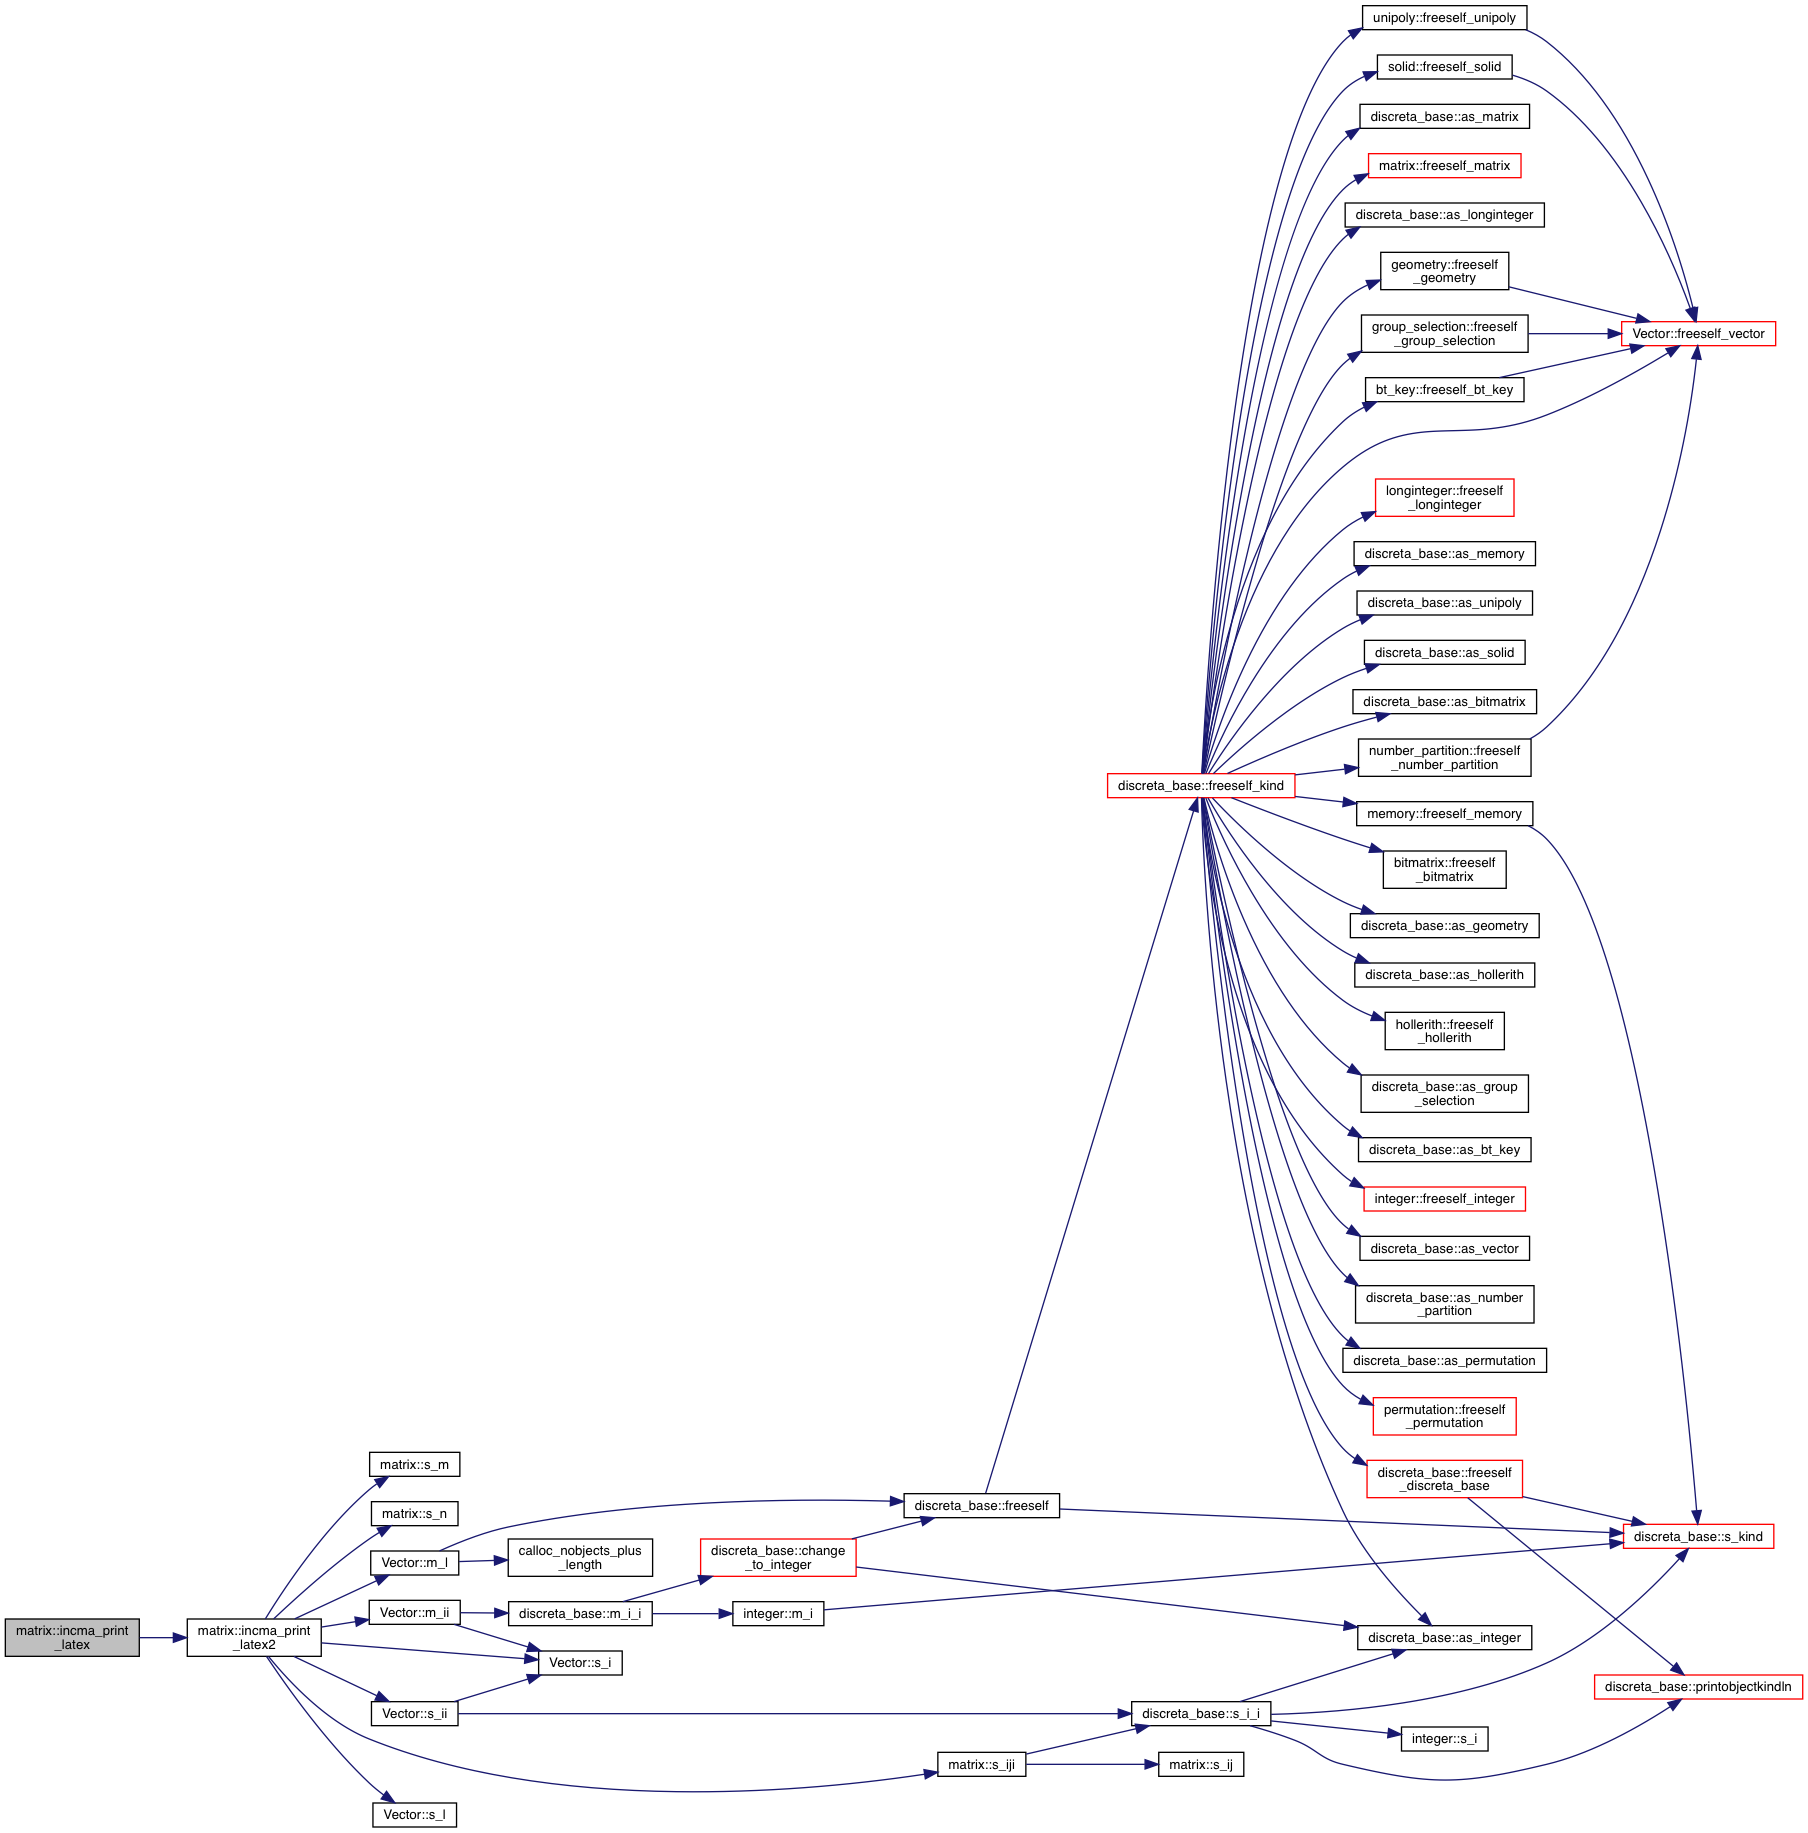 unipoly::freeself_unipoly
solid::freeself_solid
discreta_base::as_matrix
matrix::freeself_matrix
discreta_base::as_longinteger
geometry::freeself
_geometry
group_selection::freeself
_group_selection
Vector::freeself_vector
bt_key::freeself_bt_key
longinteger::freeself
_longinteger
discreta_base::as_memory
discreta_base::as_unipoly
discreta_base::as_solid
discreta_base::as_bitmatrix
number_partition::freeself
_number_partition
discreta_base::freeself_kind
memory::freeself_memory
bitmatrix::freeself
_bitmatrix
discreta_base::as_geometry
discreta_base::as_hollerith
hollerith::freeself
_hollerith
discreta_base::as_group
_selection
discreta_base::as_bt_key
integer::freeself_integer
discreta_base::as_vector
discreta_base::as_number
_partition
discreta_base::as_permutation
permutation::freeself
_permutation
matrix::s_m
discreta_base::freeself
_discreta_base
matrix::s_n
discreta_base::freeself
discreta_base::s_kind
Vector::m_l
calloc_nobjects_plus
_length
discreta_base::change
_to_integer
Vector::m_ii
discreta_base::m_i_i
integer::m_i
matrix::incma_print
_latex
matrix::incma_print
_latex2
discreta_base::as_integer
Vector::s_i
discreta_base::printobjectkindln
Vector::s_ii
discreta_base::s_i_i
integer::s_i
matrix::s_iji
matrix::s_ij
Vector::s_l